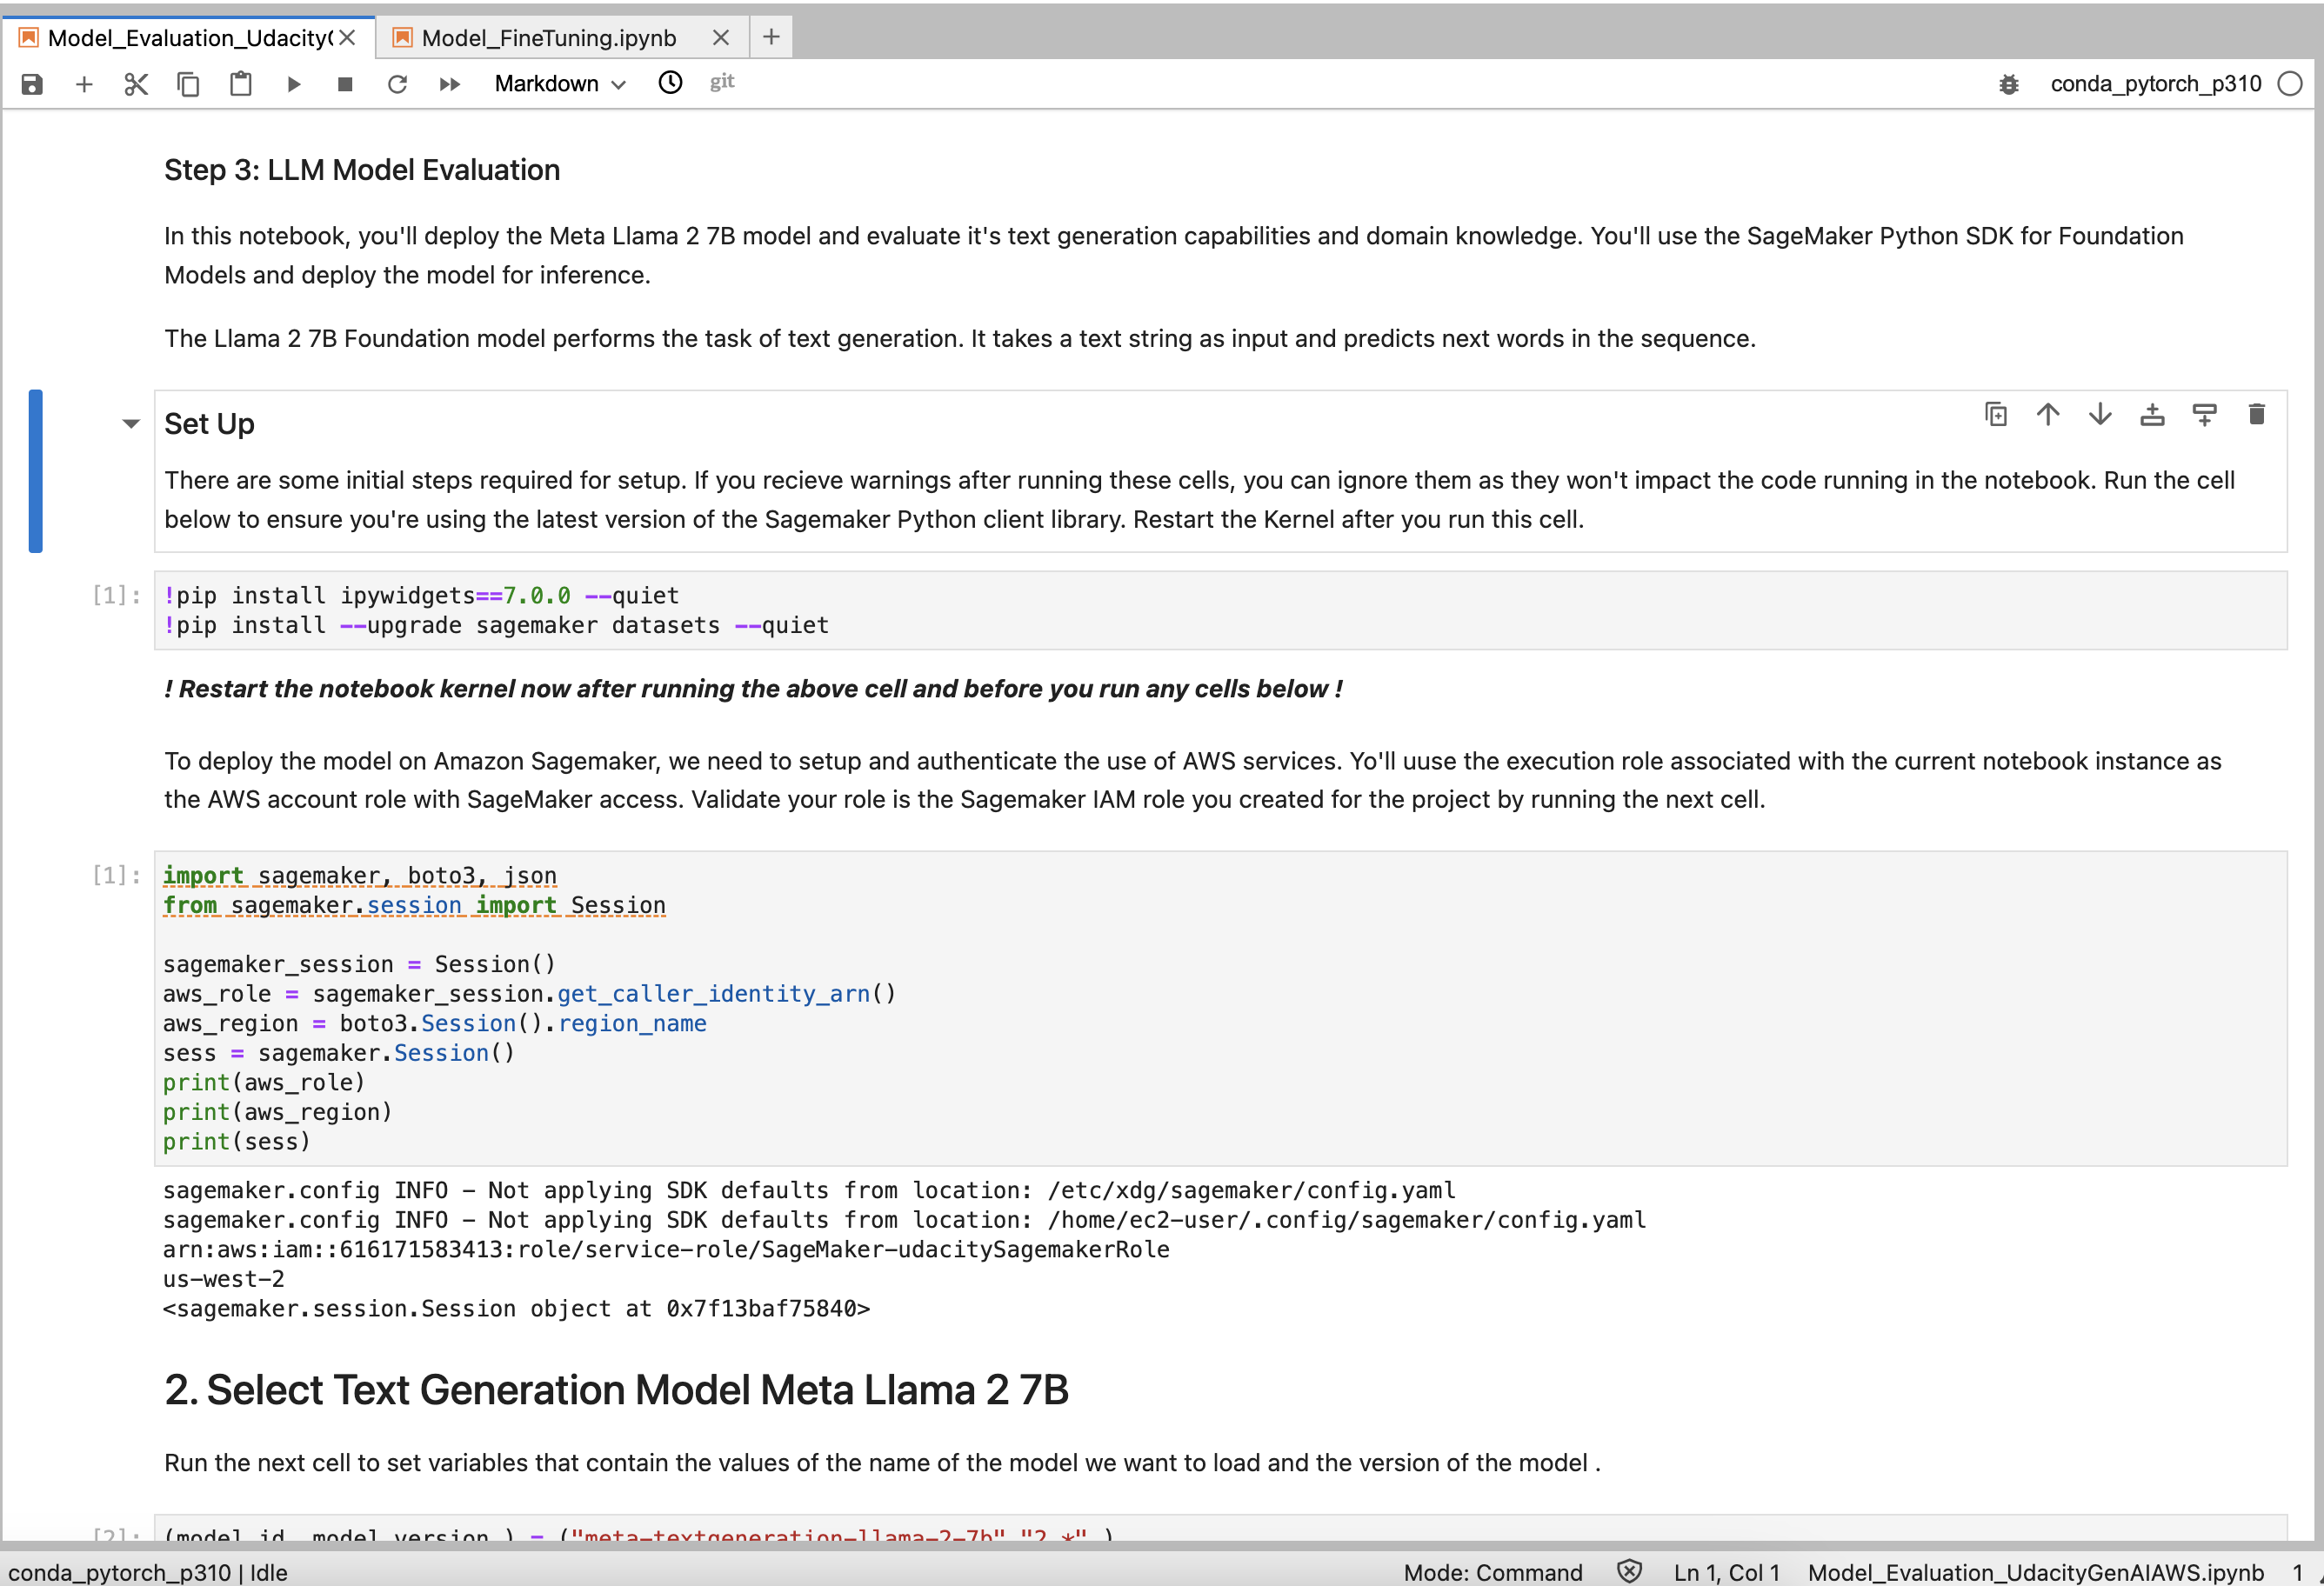 Model_Evaluation_Udacity
Model_FineTuning.ipynb
Markdown
git
conda_pytorch_p310
Step 3: LLM Model Evaluation
In this notebook, you'll deploy the Meta Llama 2 7B model and evaluate it's text generation capabilities and domain knowledge. You'll use the SageMaker Python SDK for Foundation
Models and deploy the model for inference.
The Llama 2 7B Foundation model performs the task of text generation. It takes a text string as input and predicts next words in the sequence.
Set Up
There are some initial steps required for setup. If you recieve warnings after running these cells, you can ignore them as they won't impact the code running in the notebook. Run the cell
below to ensure you're using the latest version of the Sagemaker Python client library. Restart the Kernel after you run this cell.
[1]: !pip install ipywidgets==7.0.0 --quiet
!pip install --upgrade sagemaker datasets --quiet
! Restart the notebook kernel now after running the above cell and before you run any cells below !
To deploy the model on Amazon Sagemaker, we need to setup and authenticate the use of AWS services. Yo'll uuse the execution role associated with the current notebook instance as
the AWS account role with SageMaker access. Validate your role is the Sagemaker IAM role you created for the project by running the next cell.
[1]: import sagemaker, boto3, json
from sagemaker.session import Session
sagemaker_session = Session()
aws_role = sagemaker_session.get_caller_identity_arn()
aws_region = boto3.Session().region_name
sess = sagemaker.Session()
print(aws_role)
print(aws_region)
print(sess)
sagemaker.config INFO - Not applying SDK defaults from location: /etc/xdg/sagemaker/config.yaml
sagemaker.config INFO - Not applying SDK defaults from location: /home/ec2-user/.config/sagemaker/config.yaml
arn:aws:iam::616171583413:role/service-role/SageMaker-udacitySagemakerRole
us-west-2
<sagemaker.session.Session object at 0x7f13baf75840>
2. Select Text Generation Model Meta Llama 2 7B
Run the next cell to set variables that contain the values of the name of the model we want to load and the version of the model .
[2]: (model_id, model_version,) = ("meta-textgeneration-llama-2-7b","2.*",)
conda_pytorch_p310 | Idle
Mode: Command
Ln 1, Col 1
Model_Evaluation_UdacityGenAIAWS.ipynb
1